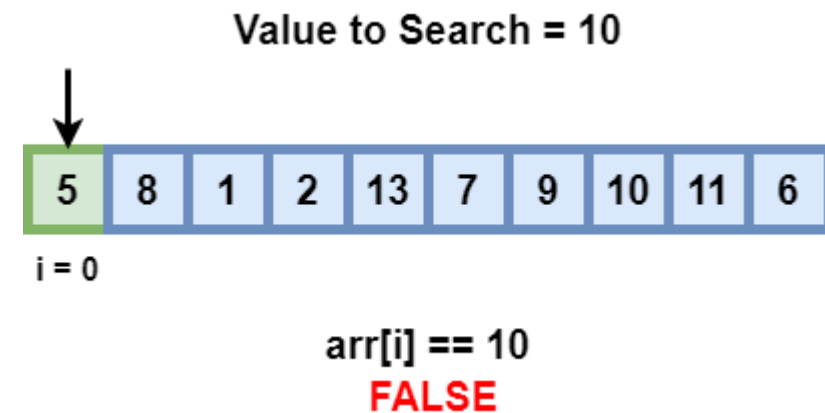 Value to Search = 10
5 8 1 2 13 7 9 10 11 6
i = 0
arr[i] == 10
FALSE